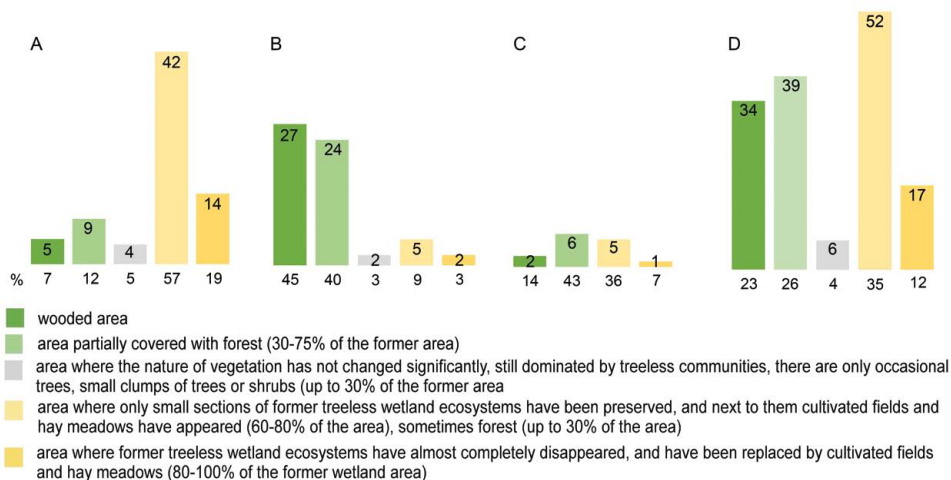 A B C D
42 27 24 52
39 34
9 14 6 5 17
5 4 2 5 2 2 1 6
% 7 12 5 57 19 45 40 3 9 3 14 43 36 7 23 26 4 35 12
wooded area
area partially covered with forest (30-75% of the former area)
area where the nature of vegetation has not changed significantly, still dominated by treeless communities, there are only occasional
trees, small clumps of trees or shrubs (up to 30% of the former area
area where only small sections of former treeless wetland ecosystems have been preserved, and next to them cultivated fields and
hay meadows have appeared (60-80% of the area), sometimes forest (up to 30% of the area)
area where former treeless wetland ecosystems have almost completely disappeared, and have been replaced by cultivated fields
and hay meadows (80-100% of the former wetland area)